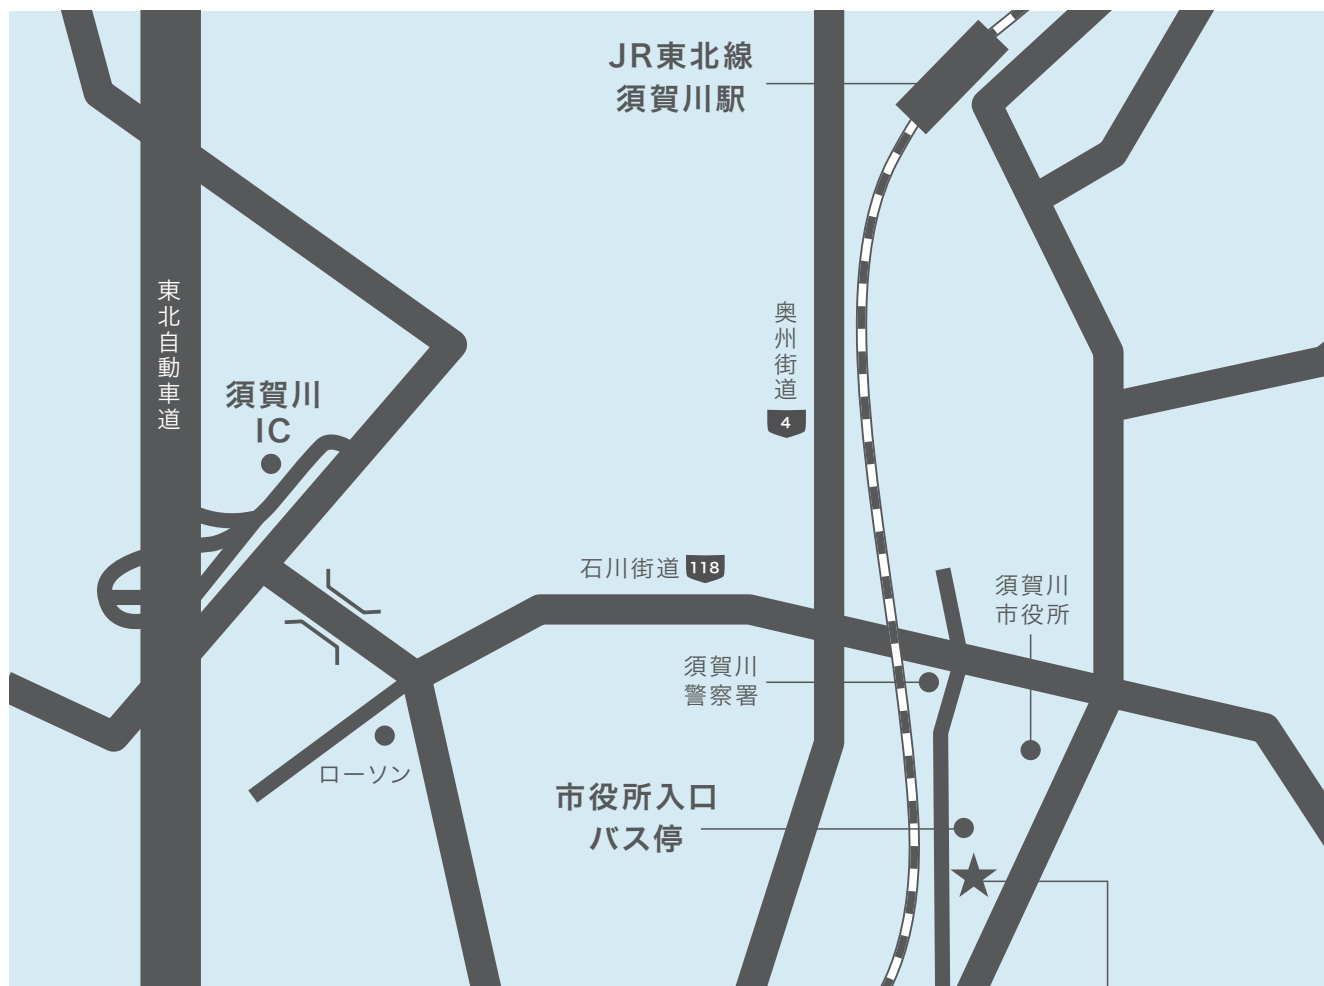 JR東北線
須賀川駅
東北自動車道
奥州街道
4
須賀川
IC
石川街道 118
須賀川
市役所
須賀川
警察署
ローソン
市役所入口
バス停